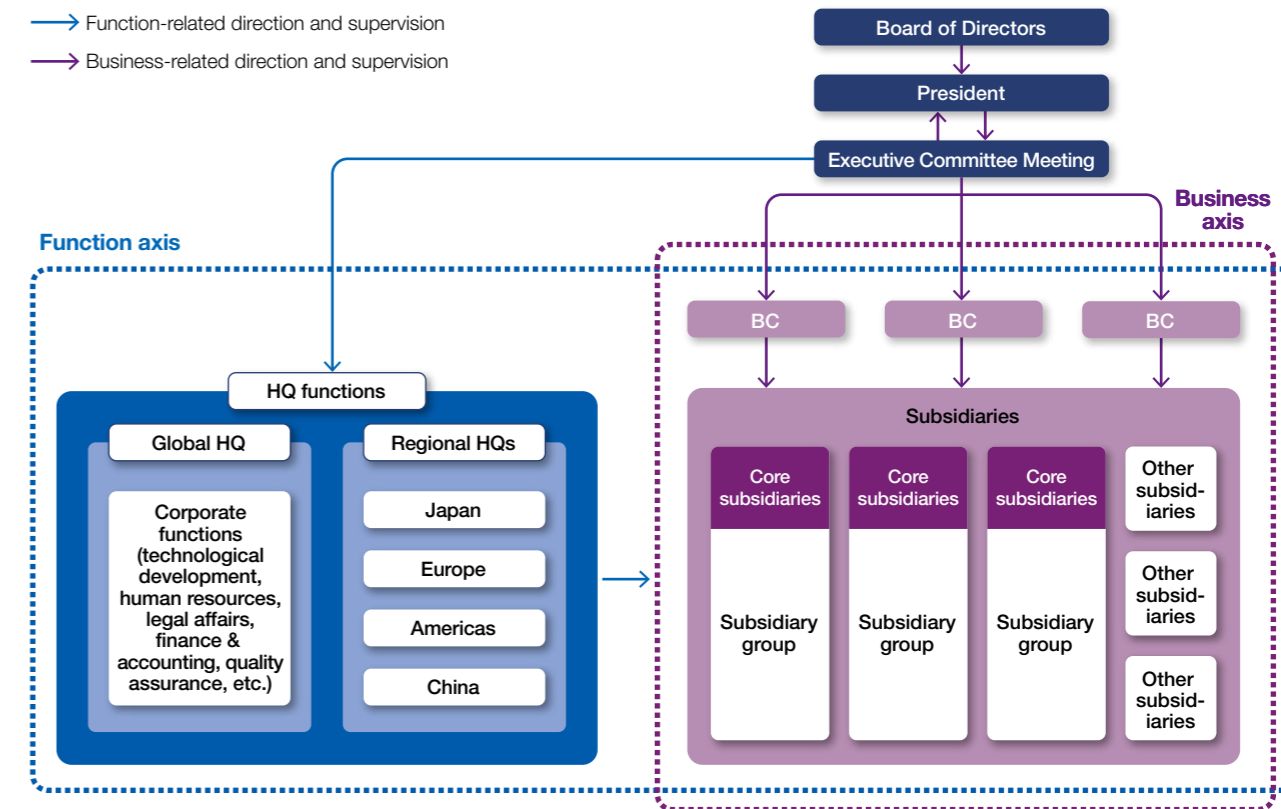 Function-related direction and supervision
Business-related direction and supervision
Board of Directors
President
Executive Committee Meeting
Business
axis
Function axis
BC
BC
BC
HQ functions
Global HQ
Corporate
functions
(technological
development,
human resources,
legal affairs,
finance &
accounting, quality
assurance, etc.)
Regional HQs
Japan
Europe
Americas
China
Subsidiaries
Core
subsidiaries
Subsidiary
group
Core
subsidiaries
Subsidiary
group
Core
subsidiaries
Subsidiary
group
Other
subsid-
iaries
Other
subsid-
iaries
Other
subsid-
iaries